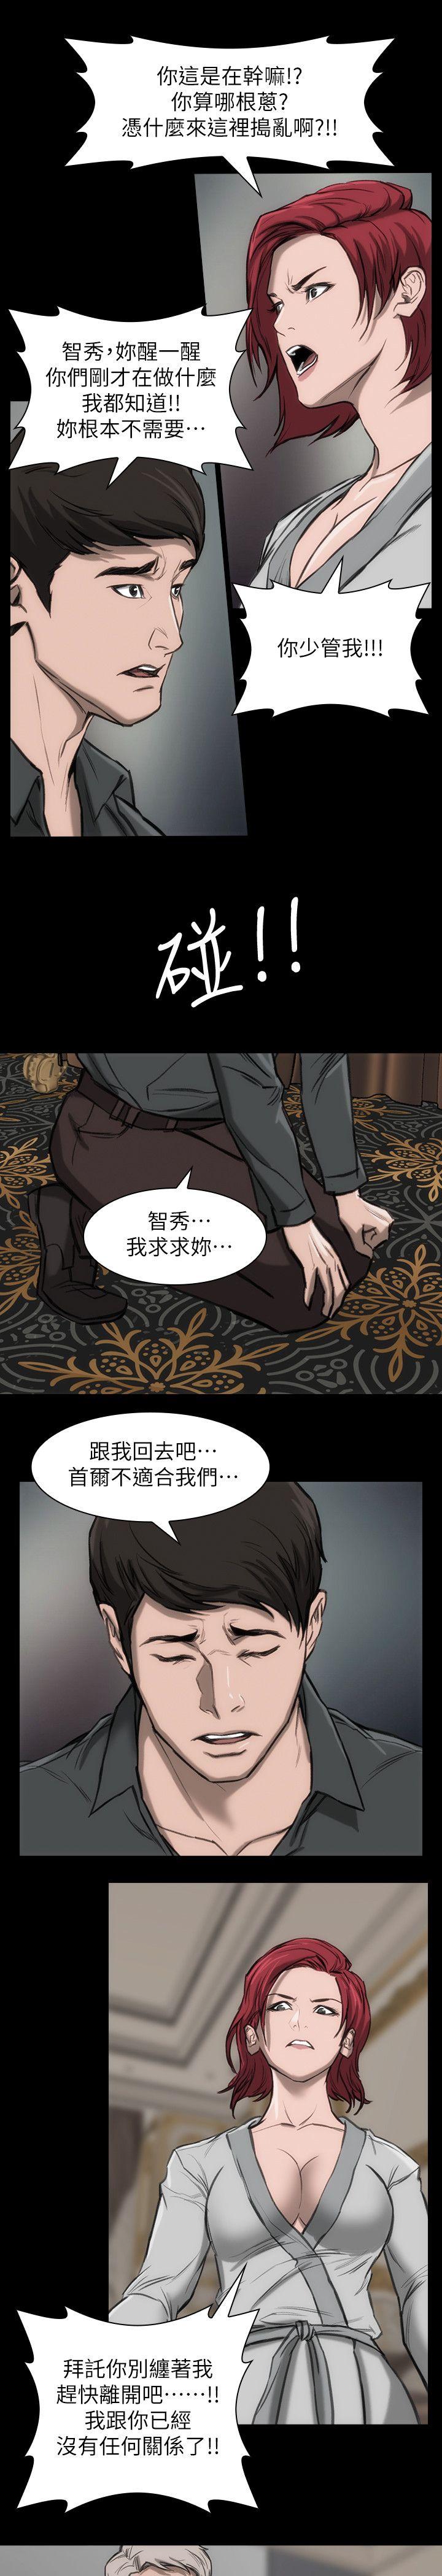 你這是在幹嘛!?
你算哪根蔥?
憑什麼來這裡搗亂啊?!!
智秀，妳醒一醒
你們剛才在做什麼
我都知道!!
妳根本不需要⋯
你少管我!!!
碰!!
智秀⋯
我求求妳⋯
跟我回去吧⋯
首爾不適合我們⋯
拜託你別纏著我
趕快離開吧⋯⋯!!
我跟你已經
沒有任何關係了!!